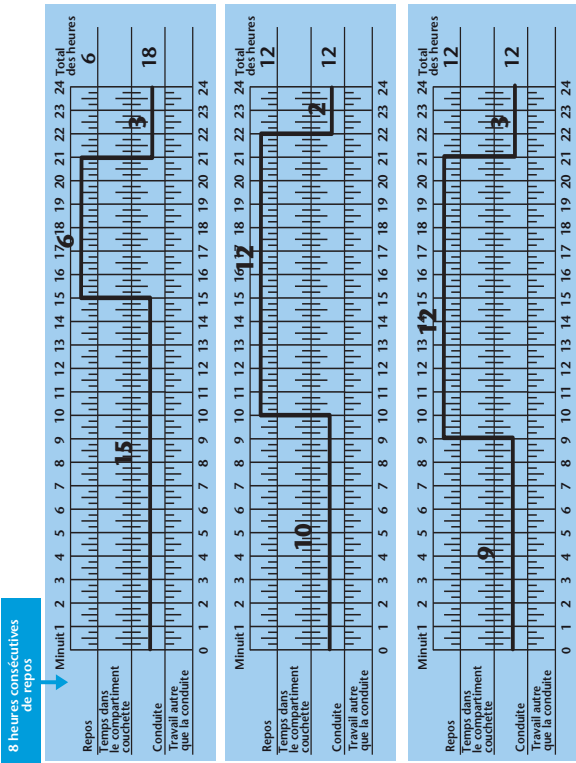 8 heures consécutives
de repos
Minuit 1 2 3 4 5 6 7 8 9 10 11 12 13 14 15 16 17 18 19 20 21 22 23 24 Total
des heures
Repos 6 6
Temps dans
le compartiment
couchette
15 3
Conduite 18
Travail autre
que la conduite
0 1 2 3 4 5 6 7 8 9 10 11 12 13 14 15 16 17 18 19 20 21 22 23 24
Minuit 1 2 3 4 5 6 7 8 9 10 11 12 13 14 15 16 17 18 19 20 21 22 23 24 Total
des heures
12
Repos 12
Temps dans
le compartiment
couchette
10 2
Conduite 12
Travail autre
que la conduite
0 1 2 3 4 5 6 7 8 9 10 11 12 13 14 15 16 17 18 19 20 21 22 23 24
Minuit 1 2 3 4 5 6 7 8 9 10 11 12 13 14 15 16 17 18 19 20 21 22 23 24 Total
des heures
12
Repos 12
Temps dans
le compartiment
couchette
9 3
Conduite 12
Travail autre
que la conduite
0 1 2 3 4 5 6 7 8 9 10 11 12 13 14 15 16 17 18 19 20 21 22 23 24